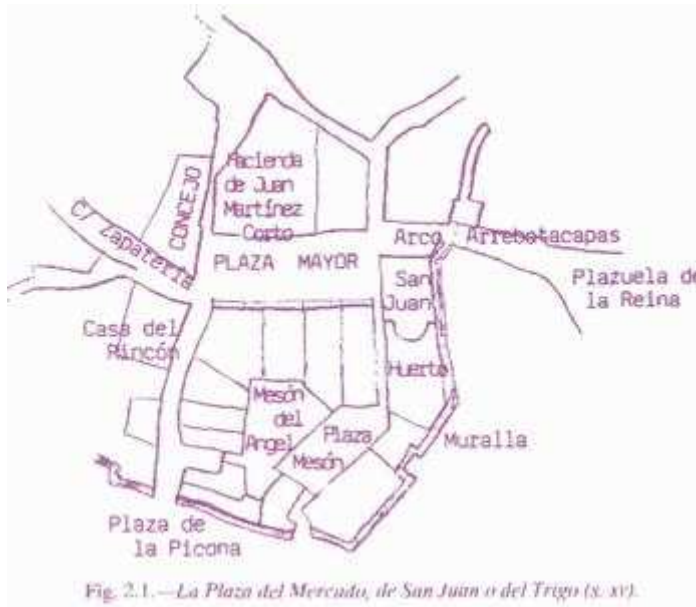 Hacienda
de Juan
Martínez
Corto
CONCEJO
C/ Zapatería
PLAZA MAYOR
Arco
Arrebatacapas
San
Juan
Plazuela de
la Reina
Casa del
Rincón
Huerto
Mesón
del
Angel
Plaza
Mesón
Muralla
Plaza de
la Picona
Fig. 2.1.—La Plaza del Mercado, de San Juan o del Trigo (s. XV).